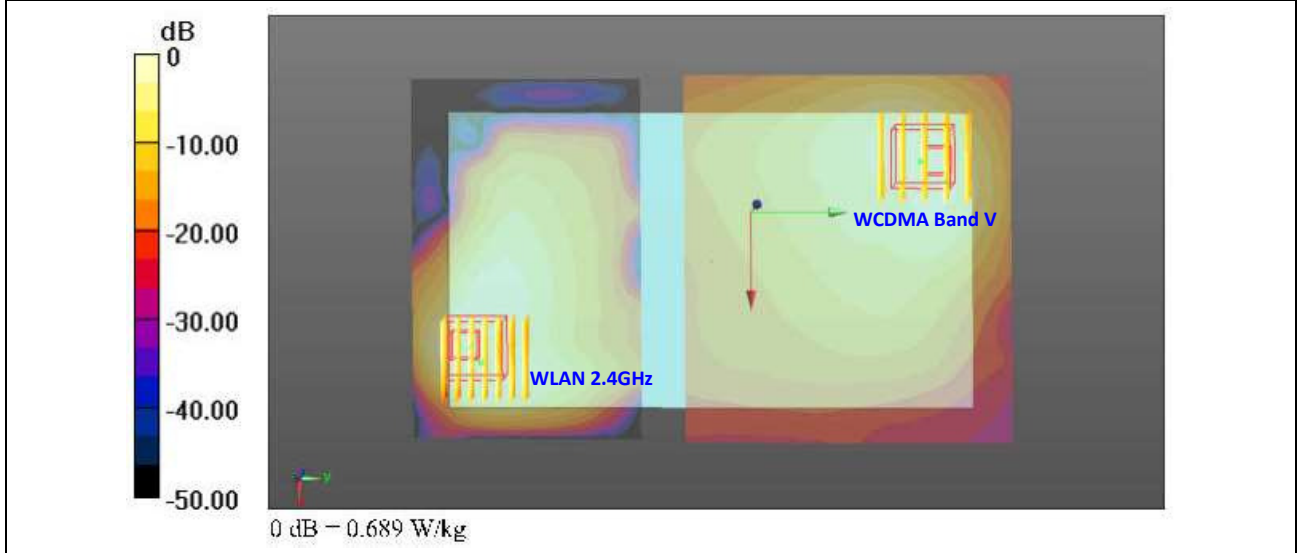 dB
0
-10.00
-20.00
-30.00
-40.00
-50.00
WCDMA Band V
WLAN 2.4GHz
y
0 dB = 0.689 W/kg